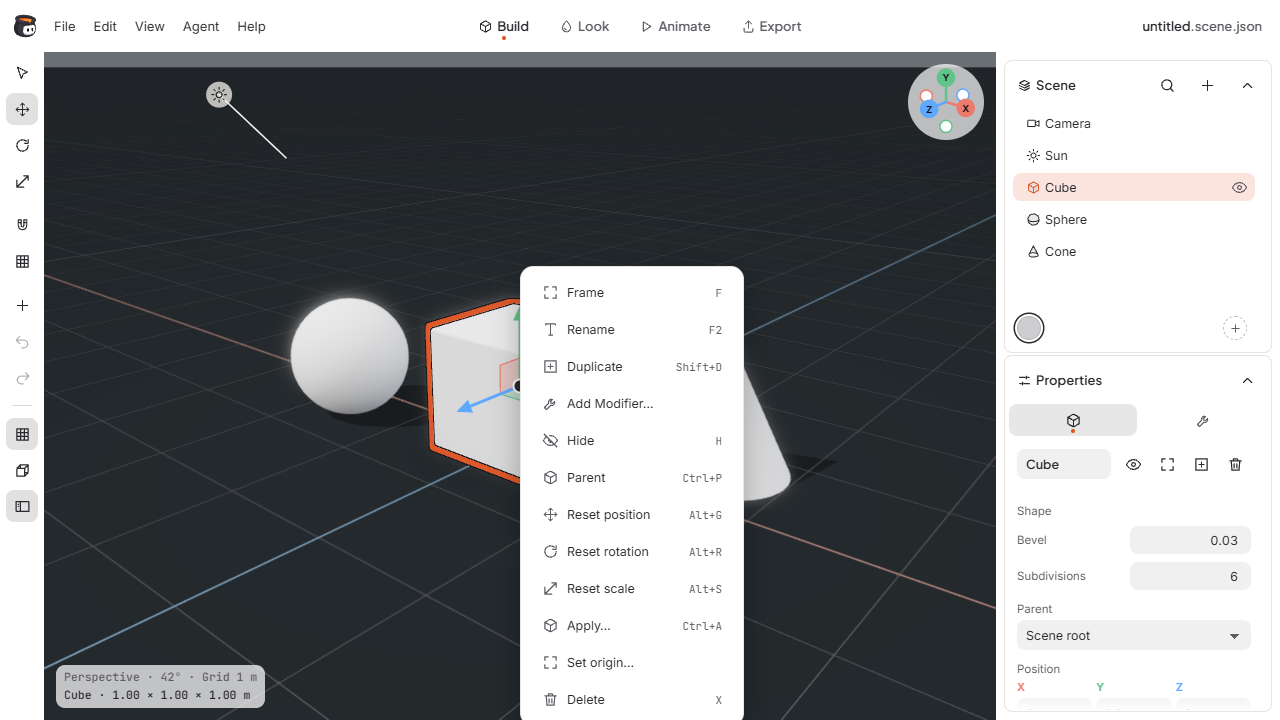 File Edit View Agent Help
Build Look Animate Export
untitled.scene.json
Y
Z X
Scene
Camera
Sun
Cube
Sphere
Cone
Frame F
Rename F2
Duplicate Shift+D
Add Modifier...
Hide H
Parent Ctrl+P
Reset position Alt+G
Reset rotation Alt+R
Reset scale Alt+S
Apply... Ctrl+A
Set origin...
Delete X
Perspective · 42° · Grid 1 m
Cube · 1.00 × 1.00 × 1.00 m
Properties
Cube
Shape
Bevel 0.03
Subdivisions 6
Parent
Scene root
Position
X Y Z